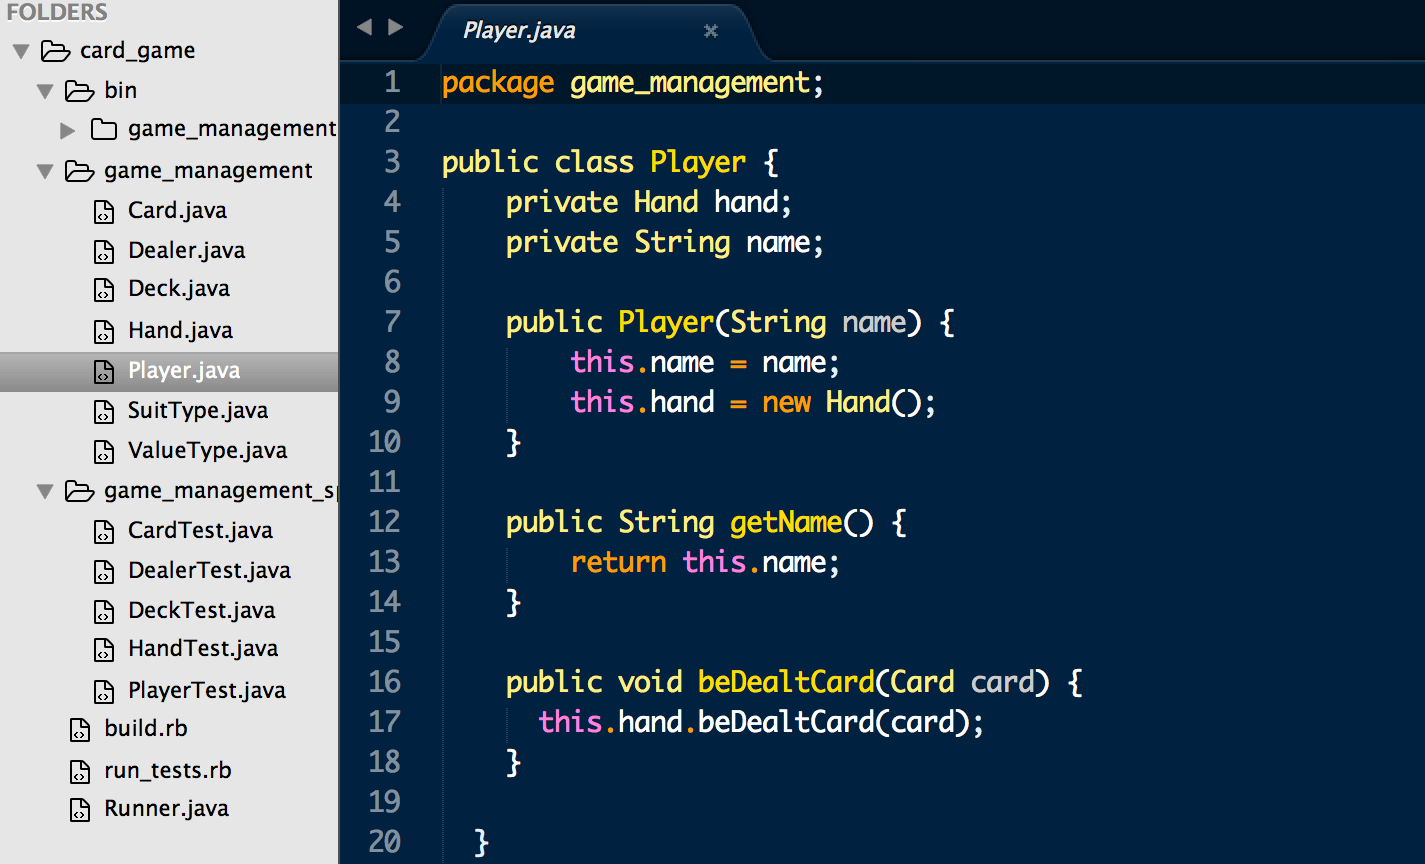 FOLDERS
card_game
bin
game_management
game_management
Card.java
Dealer.java
Deck.java
Hand.java
Player.java
SuitType.java
ValueType.java
game_management_sp
CardTest.java
DealerTest.java
DeckTest.java
HandTest.java
PlayerTest.java
build.rb
run_tests.rb
Runner.java
Player.java
1 package game_management;
2
3 public class Player {
4     private Hand hand;
5     private String name;
6
7     public Player(String name) {
8         this.name = name;
9         this.hand = new Hand();
10     }
11
12     public String getName() {
13         return this.name;
14     }
15
16     public void beDealtCard(Card card) {
17       this.hand.beDealtCard(card);
18     }
19
20   }